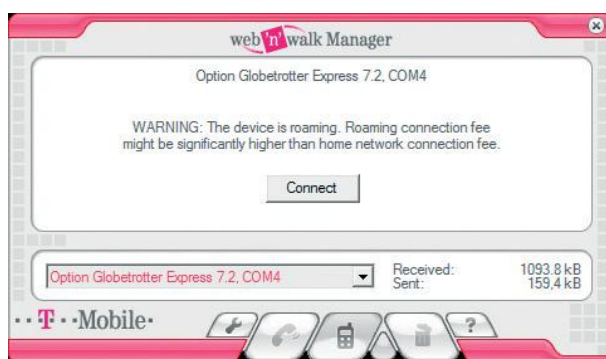 web'n'walk Manager
Option Globetrotter Express 7.2, COM4
WARNING: The device is roaming. Roaming connection fee
might be significantly higher than home network connection fee.
Connect
Option Globetrotter Express 7.2, COM4
Received: 1093.8 kB
Sent: 159,4 kB
··T··Mobile·
?